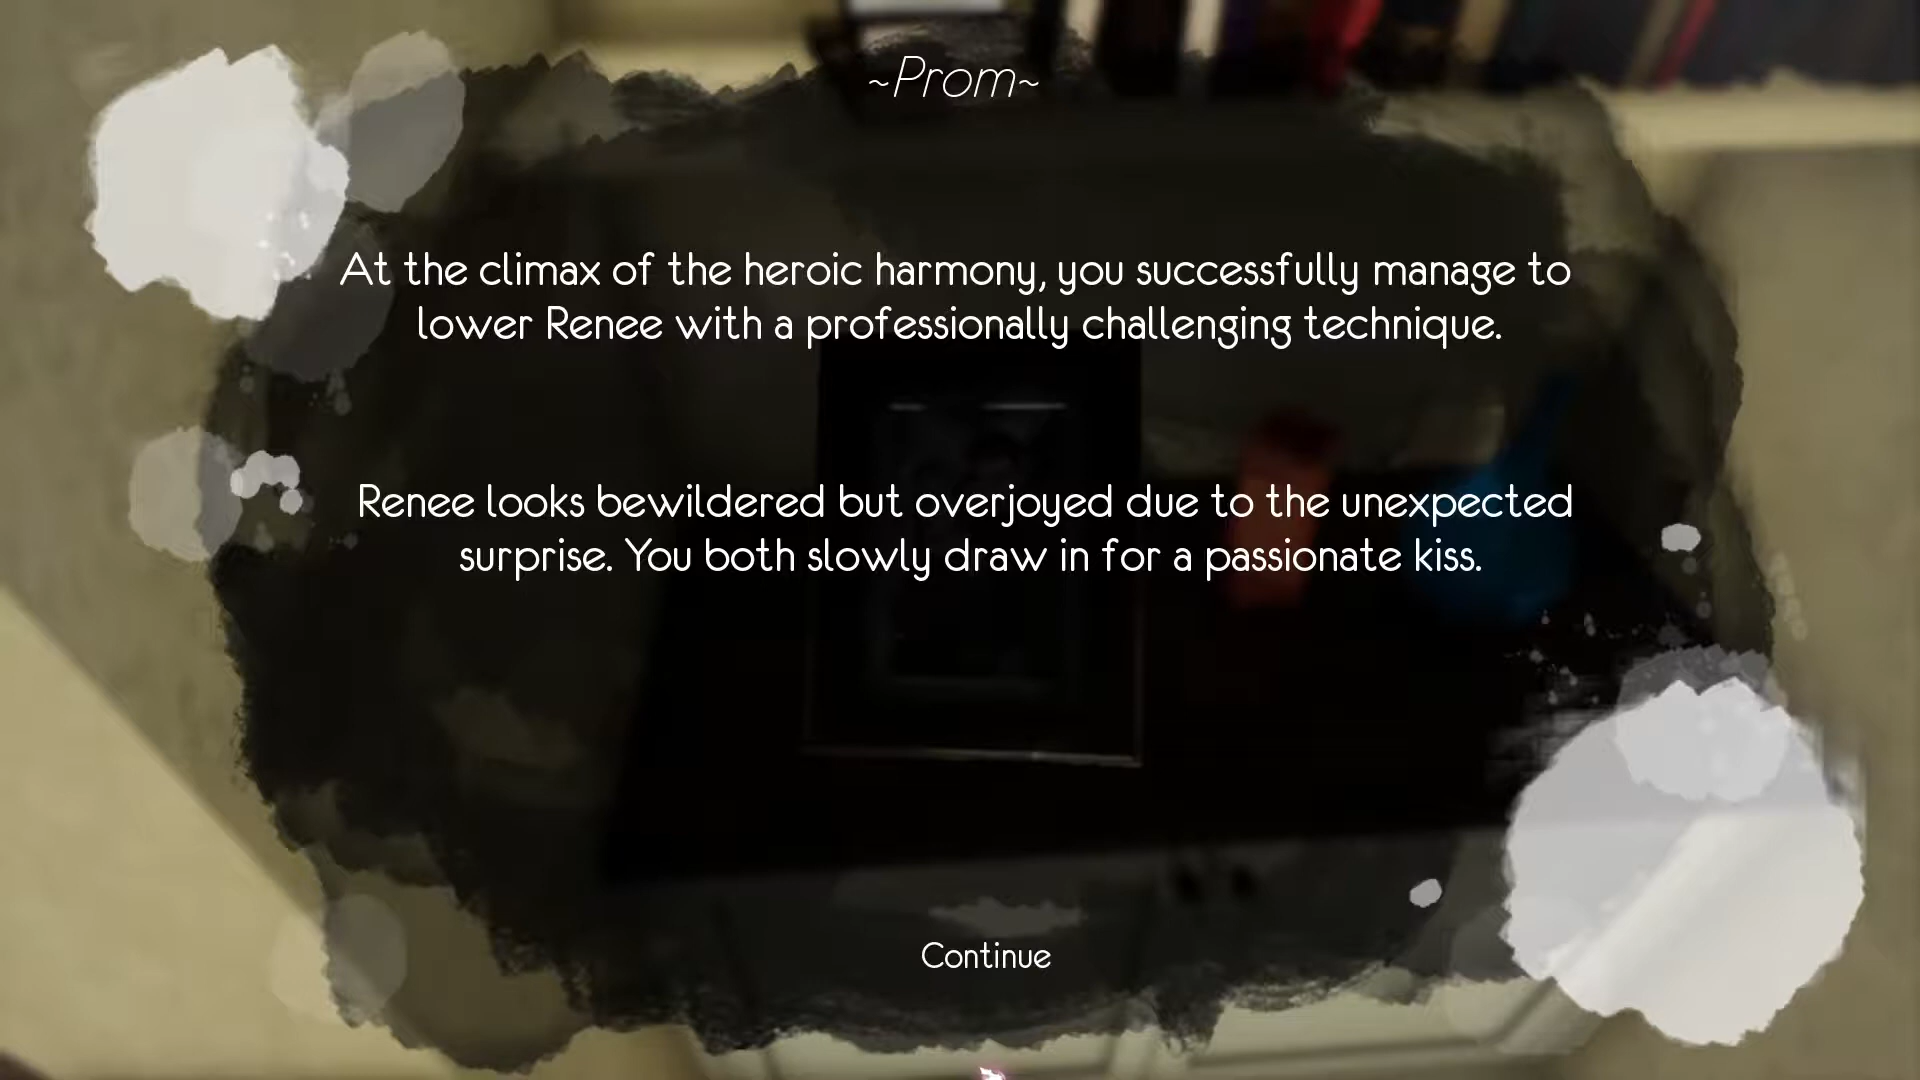 ~Prom~
At the climax of the heroic harmony, you successfully manage to
lower Renee with a professionally challenging technique.
Renee looks bewildered but overjoyed due to the unexpected
surprise. You both slowly draw in for a passionate kiss.
Continue